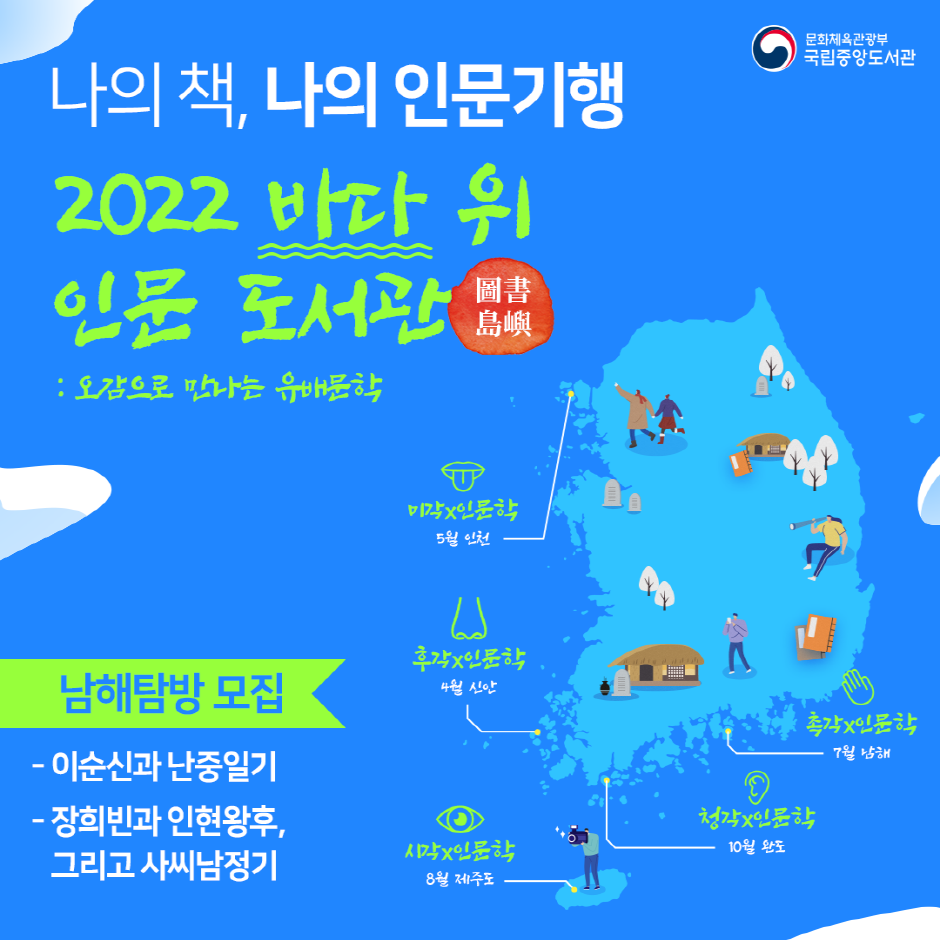 문화체육관광부
국립중앙도서관
나의 책, 나의 인문기행
2022 바다 위
인문 도서관
圖書
島嶼
: 오감으로 만나는 유배문학
미각x인문학
5월 인천
후각x인문학
4월 신안
남해탐방 모집
- 이순신과 난중일기
- 장희빈과 인현왕후,
그리고 사씨남정기
촉각x인문학
7월 남해
청각x인문학
10월 완도
시각x인문학
8월 제주도